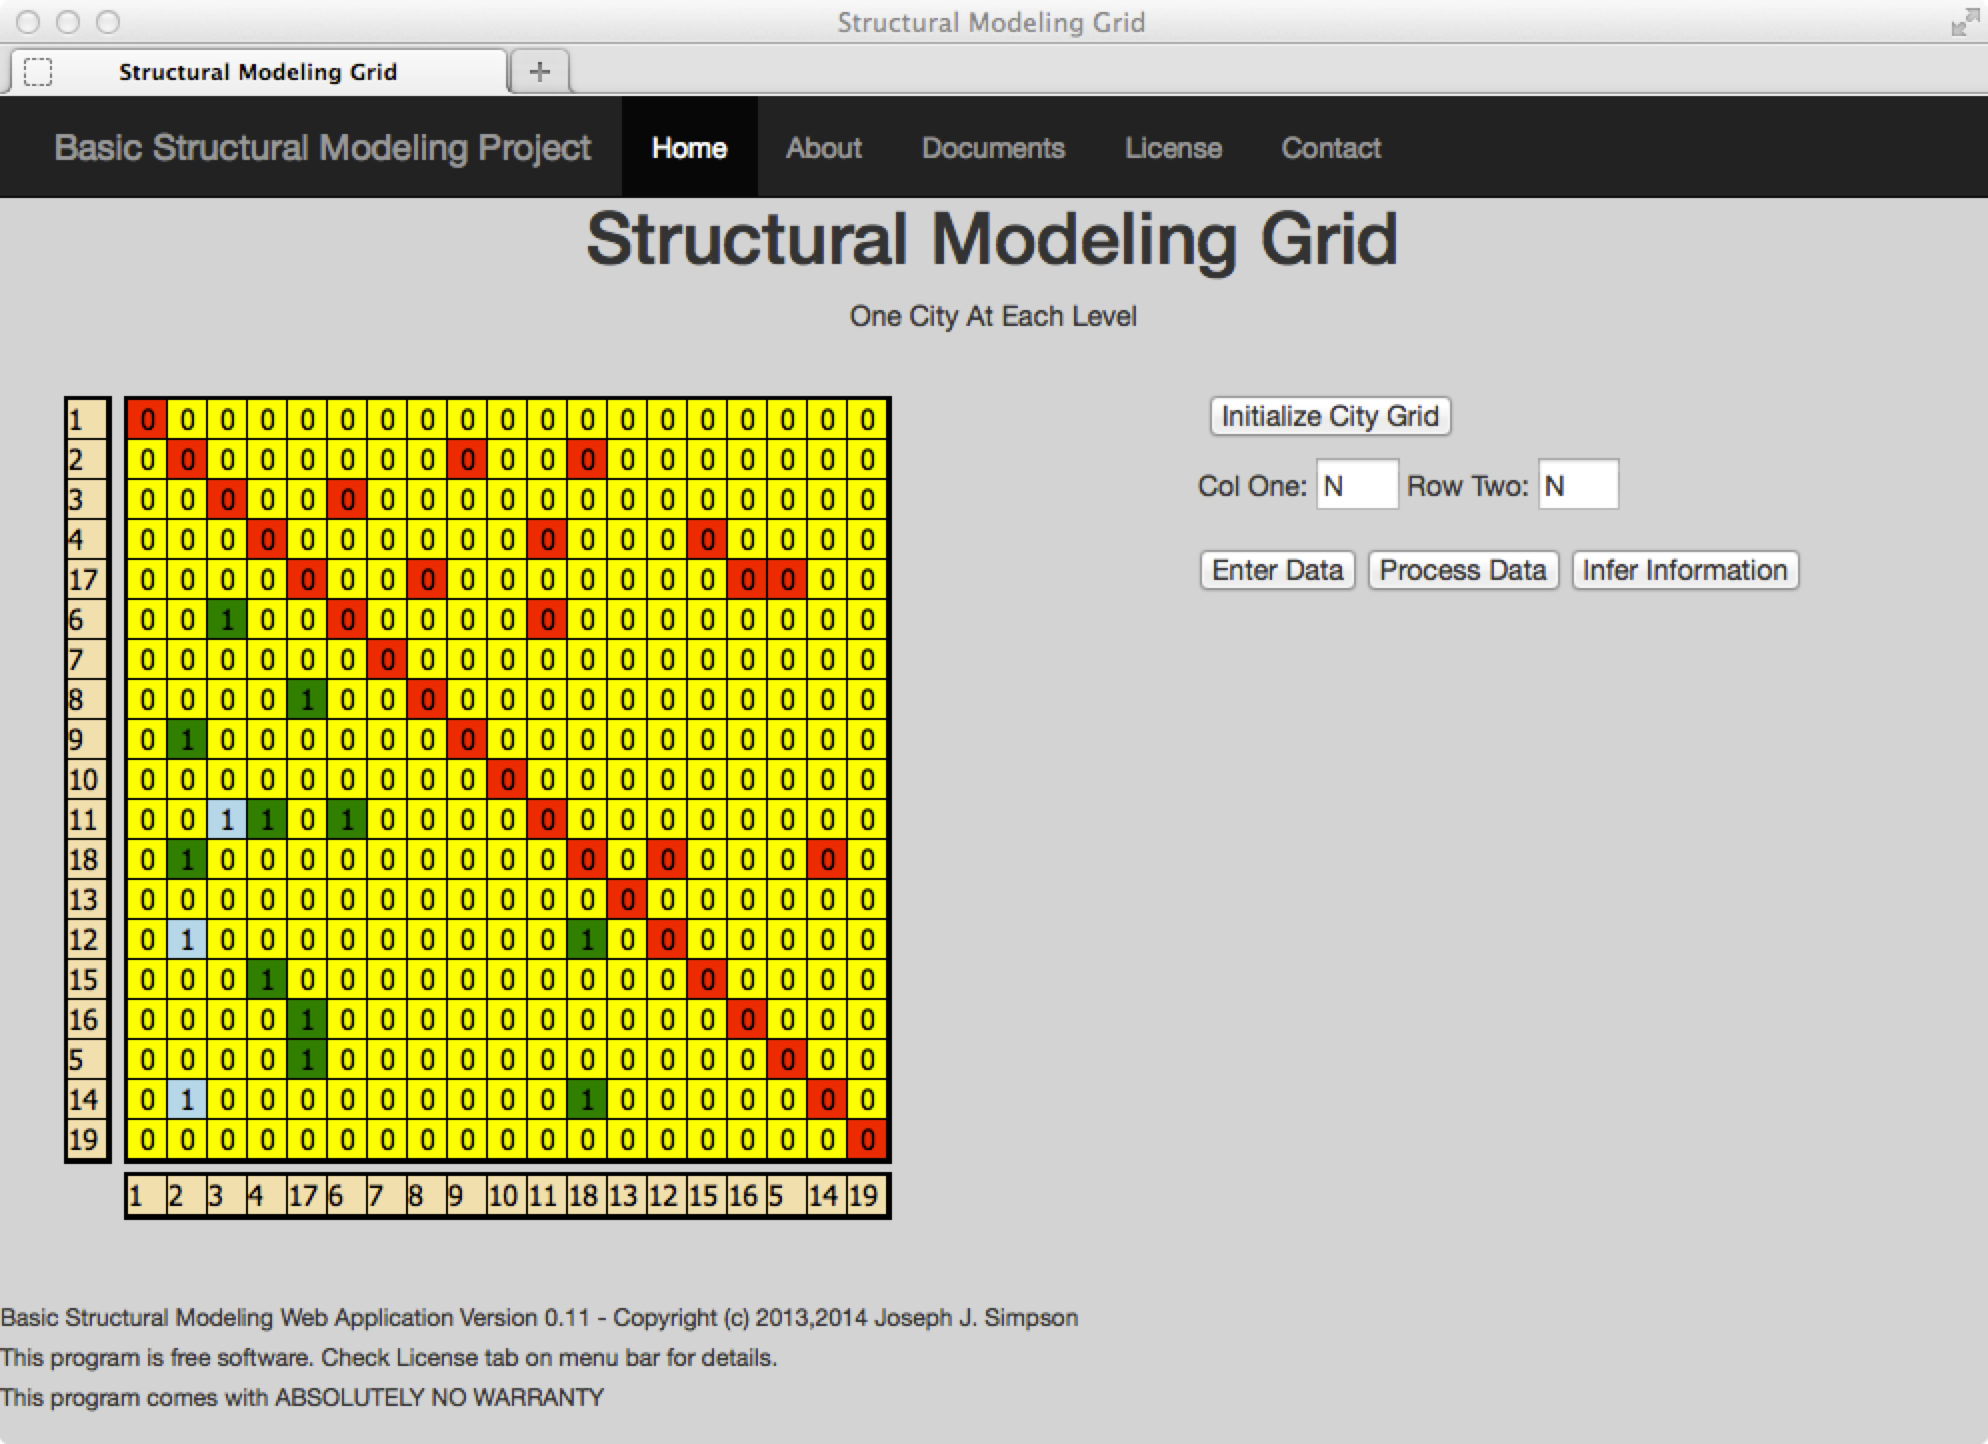 Structural Modeling Grid
Structural Modeling Grid +
Basic Structural Modeling Project Home About Documents License Contact
Structural Modeling Grid
One City At Each Level
Initialize City Grid
Col One: N Row Two: N
Enter Data Process Data Infer Information
1 0 0 0 0 0 0 0 0 0 0 0 0 0 0 0 0 0 0 0
2 0 0 0 0 0 0 0 0 0 0 0 0 0 0 0 0 0 0 0
3 0 0 0 0 0 0 0 0 0 0 0 0 0 0 0 0 0 0 0
4 0 0 0 0 0 0 0 0 0 0 0 0 0 0 0 0 0 0 0
17 0 0 0 0 0 0 0 0 0 0 0 0 0 0 0 0 0 0 0
6 0 0 1 0 0 0 0 0 0 0 0 0 0 0 0 0 0 0 0
7 0 0 0 0 0 0 0 0 0 0 0 0 0 0 0 0 0 0 0
8 0 0 0 0 1 0 0 0 0 0 0 0 0 0 0 0 0 0 0
9 0 1 0 0 0 0 0 0 0 0 0 0 0 0 0 0 0 0 0
10 0 0 0 0 0 0 0 0 0 0 0 0 0 0 0 0 0 0 0
11 0 0 1 1 0 1 0 0 0 0 0 0 0 0 0 0 0 0 0
18 0 1 0 0 0 0 0 0 0 0 0 0 0 0 0 0 0 0 0
13 0 0 0 0 0 0 0 0 0 0 0 0 0 0 0 0 0 0 0
12 0 1 0 0 0 0 0 0 0 0 0 1 0 0 0 0 0 0 0
15 0 0 0 1 0 0 0 0 0 0 0 0 0 0 0 0 0 0 0
16 0 0 0 0 1 0 0 0 0 0 0 0 0 0 0 0 0 0 0
5 0 0 0 0 1 0 0 0 0 0 0 0 0 0 0 0 0 0 0
14 0 1 0 0 0 0 0 0 0 0 0 1 0 0 0 0 0 0 0
19 0 0 0 0 0 0 0 0 0 0 0 0 0 0 0 0 0 0 0
1 2 3 4 17 6 7 8 9 10 11 18 13 12 15 16 5 14 19
Basic Structural Modeling Web Application Version 0.11 - Copyright (c) 2013,2014 Joseph J. Simpson
This program is free software. Check License tab on menu bar for details.
This program comes with ABSOLUTELY NO WARRANTY